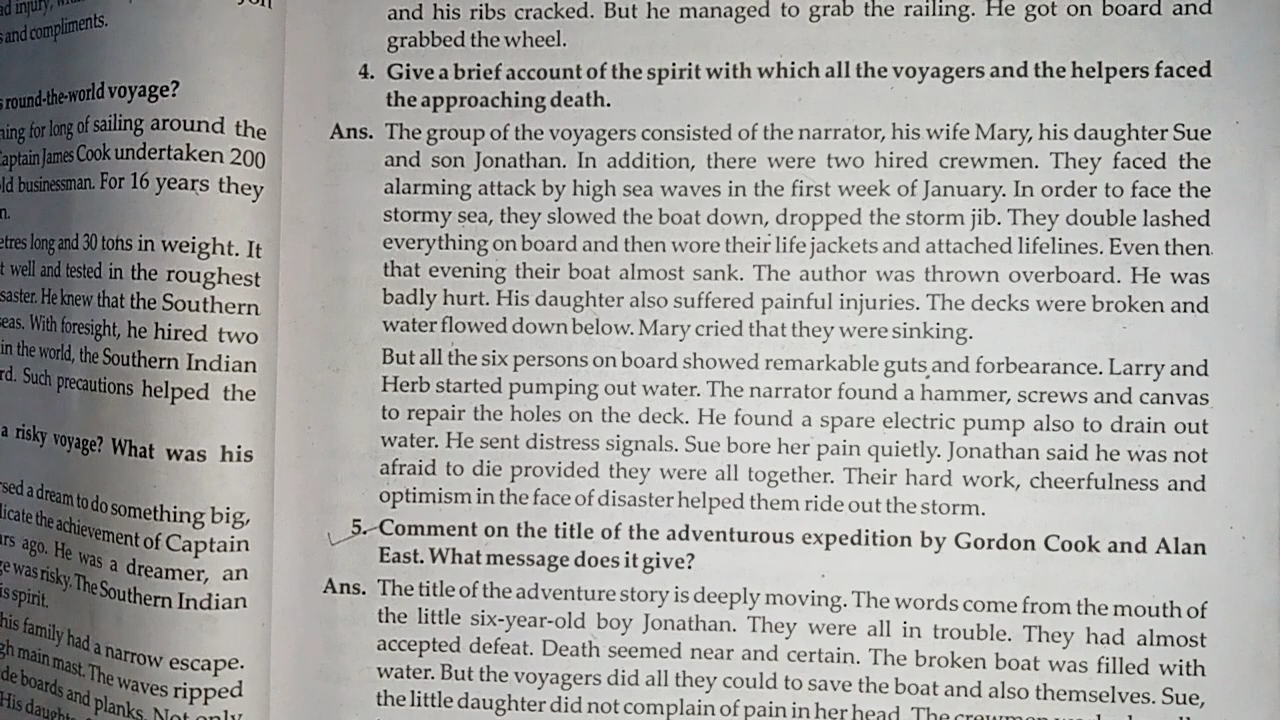 ad injury,
s and compliments.
s round-the-world voyage?
ning for long of sailing around the
Captain James Cook undertaken 200
old businessman. For 16 years they
n.
etres long and 30 tons in weight. It
t well and tested in the roughest
saster. He knew that the Southern
seas. With foresight, he hired two
in the world, the Southern Indian
rd. Such precautions helped the
a risky voyage? What was his
rsed a dream to do something big,
licate the achievement of Captain
ars ago. He was a dreamer, an
ge was risky. The Southern Indian
is spirit.
his family had a narrow escape.
gh main mast. The waves ripped
de boards and planks. Not only
His daught
and his ribs cracked. But he managed to grab the railing. He got on board and
grabbed the wheel.
4. Give a brief account of the spirit with which all the voyagers and the helpers faced
the approaching death.
Ans. The group of the voyagers consisted of the narrator, his wife Mary, his daughter Sue
and son Jonathan. In addition, there were two hired crewmen. They faced the
alarming attack by high sea waves in the first week of January. In order to face the
stormy sea, they slowed the boat down, dropped the storm jib. They double lashed
everything on board and then wore their life jackets and attached lifelines. Even then
that evening their boat almost sank. The author was thrown overboard. He was
badly hurt. His daughter also suffered painful injuries. The decks were broken and
water flowed down below. Mary cried that they were sinking.
But all the six persons on board showed remarkable guts and forbearance. Larry and
Herb started pumping out water. The narrator found a hammer, screws and canvas
to repair the holes on the deck. He found a spare electric pump also to drain out
water. He sent distress signals. Sue bore her pain quietly. Jonathan said he was not
afraid to die provided they were all together. Their hard work, cheerfulness and
optimism in the face of disaster helped them ride out the storm.
5. Comment on the title of the adventurous expedition by Gordon Cook and Alan
East. What message does it give?
Ans. The title of the adventure story is deeply moving. The words come from the mouth of
the little six-year-old boy Jonathan. They were all in trouble. They had almost
accepted defeat. Death seemed near and certain. The broken boat was filled with
water. But the voyagers did all they could to save the boat and also themselves. Sue,
the little daughter did not complain of pain in her head. The